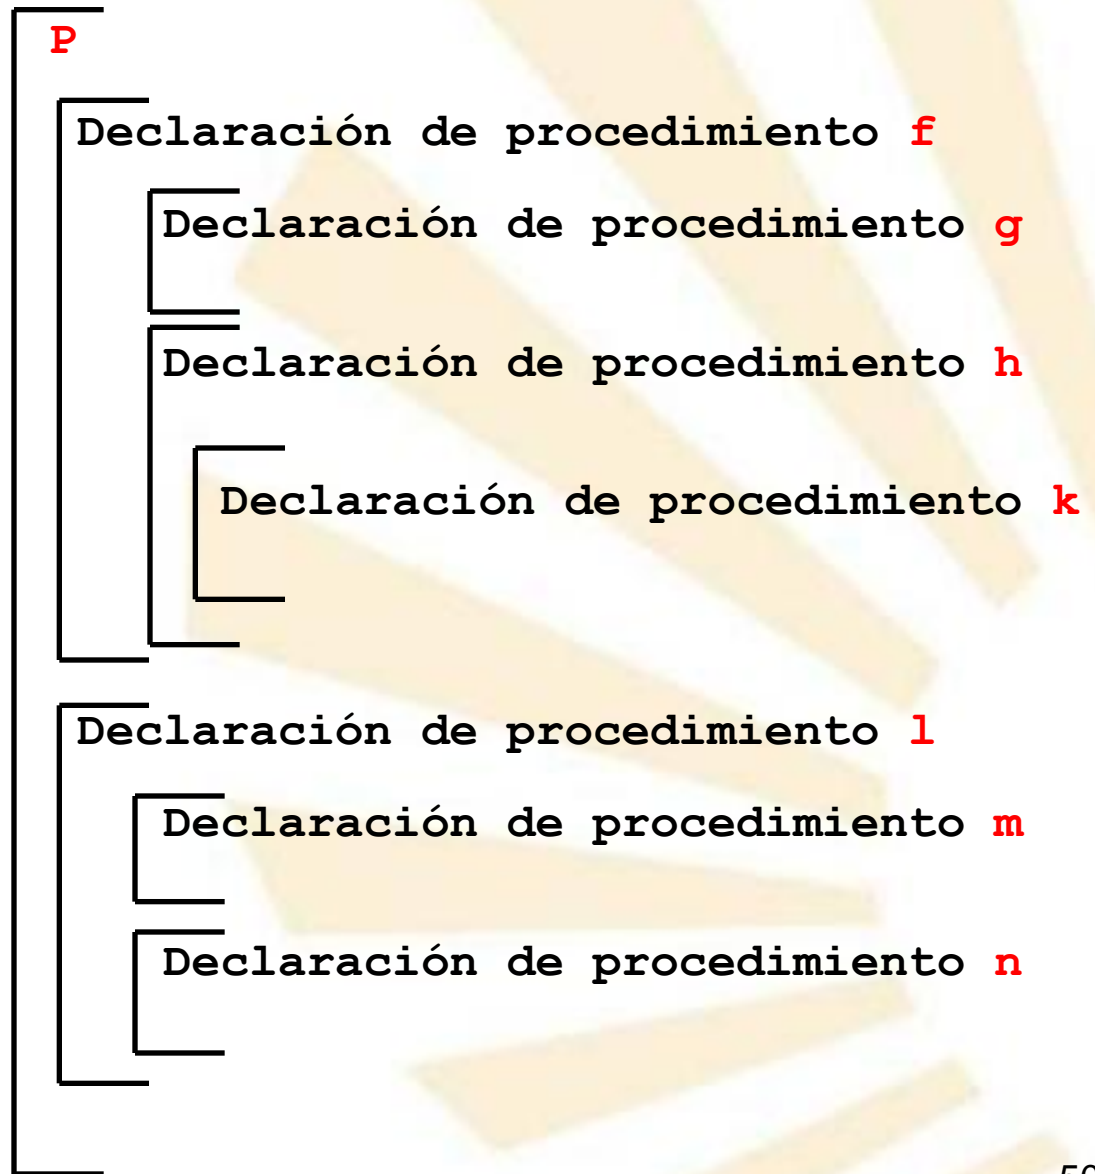 P
Declaración de procedimiento f
Declaración de procedimiento g
Declaración de procedimiento h
Declaración de procedimiento k
Declaración de procedimiento l
Declaración de procedimiento m
Declaración de procedimiento n